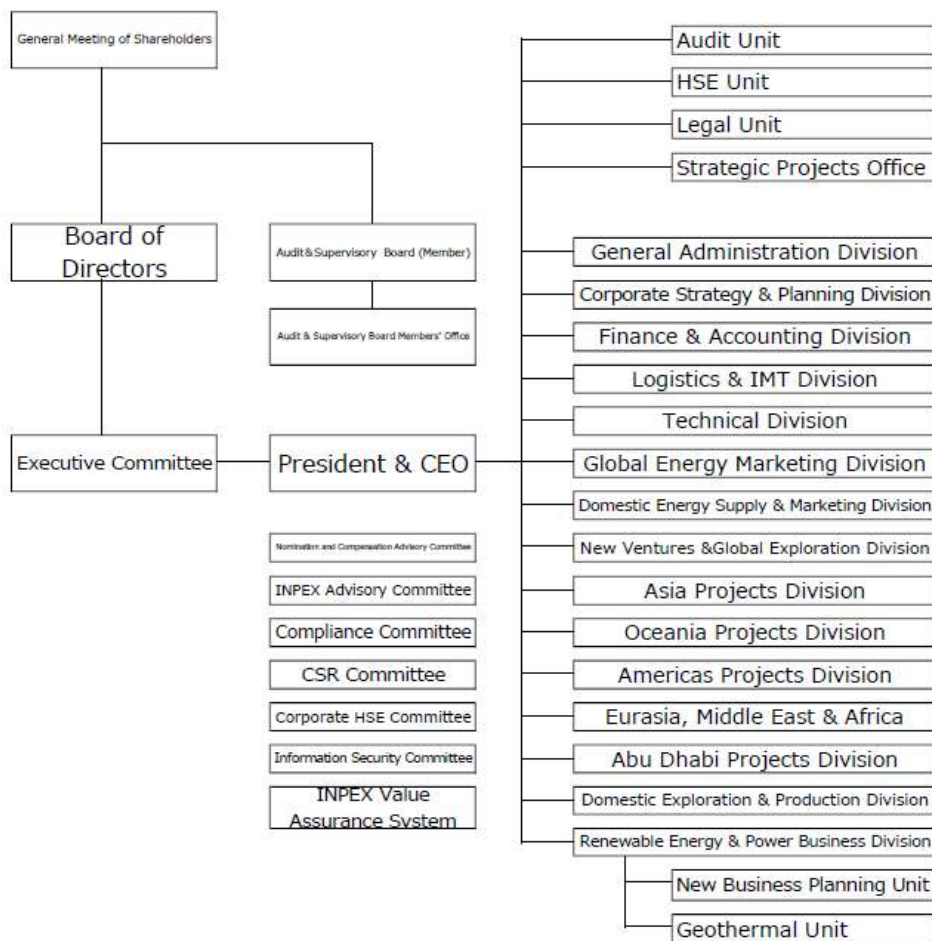 General Meeting of Shareholders
Board of
Directors
Audit&Supervisory Board (Member)
Audit & Supervisory Board Members' Office
Executive Committee
President & CEO
Nomination and Compensation Advisory Committee
INPEX Advisory Committee
Compliance Committee
CSR Committee
Corporate HSE Committee
Information Security Committee
INPEX Value
Assurance System
Audit Unit
HSE Unit
Legal Unit
Strategic Projects Office
General Administration Division
Corporate Strategy & Planning Division
Finance & Accounting Division
Logistics & IMT Division
Technical Division
Global Energy Marketing Division
Domestic Energy Supply & Marketing Division
New Ventures &Global Exploration Division
Asia Projects Division
Oceania Projects Division
Americas Projects Division
Eurasia, Middle East & Africa
Abu Dhabi Projects Division
Domestic Exploration & Production Division
Renewable Energy & Power Business Division
New Business Planning Unit
Geothermal Unit